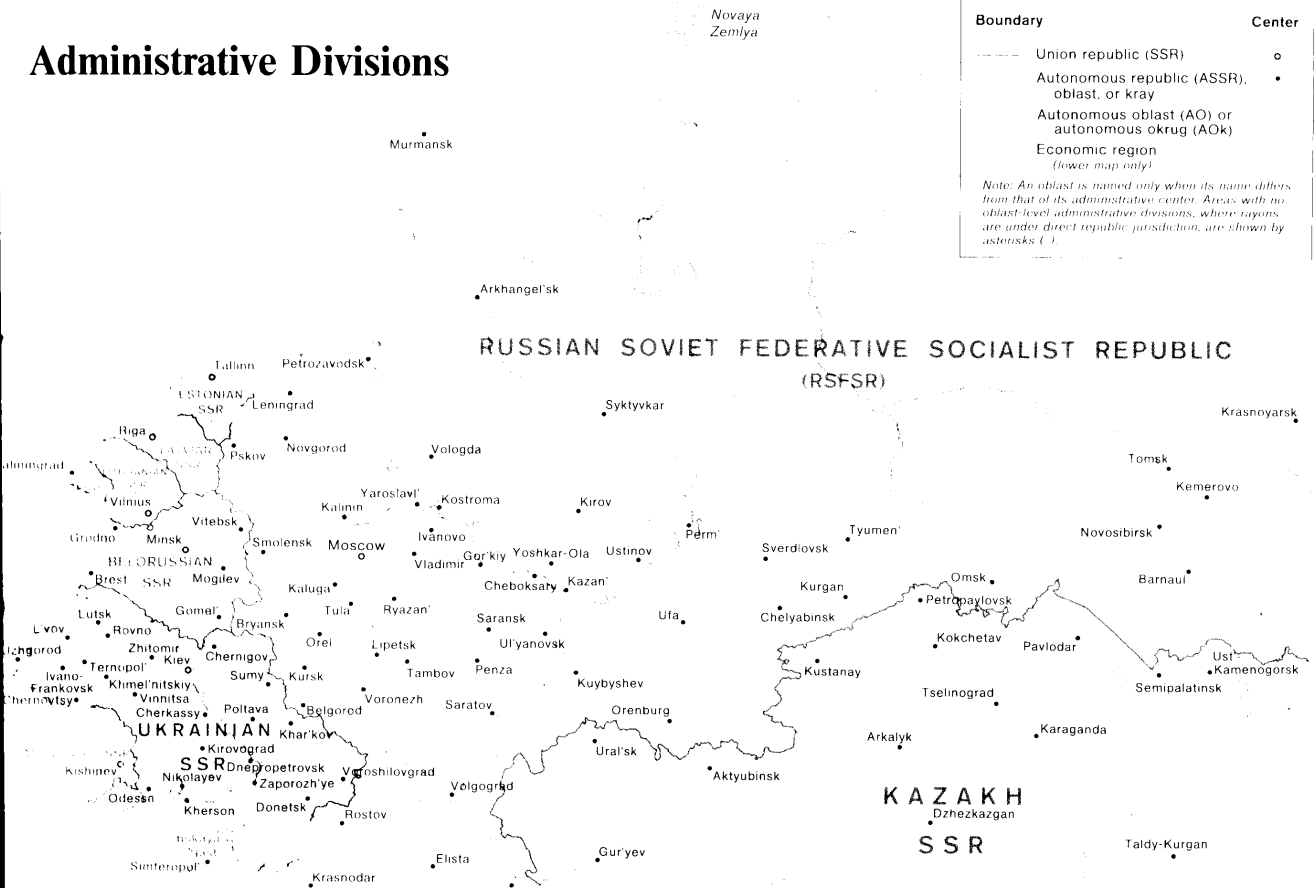 Novaya
Zemlya
Administrative Divisions
Boundary Center
Union republic (SSR)
Autonomous republic (ASSR),
oblast, or kray
Autonomous oblast (AO) or
autonomous okrug (AOk)
Economic region
(lower map only)
Note: An oblast is named only when its name differs
from that of its administrative center. Areas with no
oblast-level administrative divisions, where rayons
are under direct republic jurisdiction, are shown by
asterisks ( ).
Murmansk
Arkhangel'sk
RUSSIAN SOVIET FEDERATIVE SOCIALIST REPUBLIC
(RSFSR)
Tallinn
Petrozavodsk
ESTONIAN
SSR
Leningrad
Syktyvkar
Krasnoyarsk
Riga
Pskov
Novgorod
Vologda
Tomsk
Kemerovo
Vilnius
Kalinin
Yaroslavl'
Kostroma
Kirov
Vitebsk
Grodno
Minsk
Smolensk
Moscow
Ivanovo
Perm'
Tyumen'
Novosibirsk
BELORUSSIAN
SSR
Brest
Mogilev
Vladimir
Gor'kiy
Yoshkar-Ola
Ustinov
Sverdlovsk
Cheboksary
Kazan'
Kaluga
Kurgan
Omsk
Barnaul
Petropavlovsk
Lutsk
Gomel'
Bryansk
Tula
Ryazan'
Saransk
Ufa
Chelyabinsk
L'vov
Rovno
Orel
Lipetsk
Ul'yanovsk
Kokchetav
Pavlodar
Zhitomir
Kiev
Chernigov
Ternopol'
Ivano-
Frankovsk
Khmel'nitskiy
Sumy
Kursk
Tambov
Penza
Kuybyshev
Kustanay
Ust'-
Kamenogorsk
Semipalatinsk
Chernovtsy
Vinnitsa
Cherkassy
Poltava
Belgorod
Voronezh
Saratov
Orenburg
Tselinograd
UKRAINIAN
SSR
Khar'kov
Kirovograd
Ural'sk
Arkalyk
Karaganda
Kishinev
Nikolayev
Dnepropetrovsk
Voroshilovgrad
Aktyubinsk
Odessa
Zaporozh'ye
Volgograd
Kherson
Donetsk
Rostov
KAZAKH
SSR
Dzhezkazgan
Simferopol'
Elista
Gur'yev
Taldy-Kurgan
Krasnodar